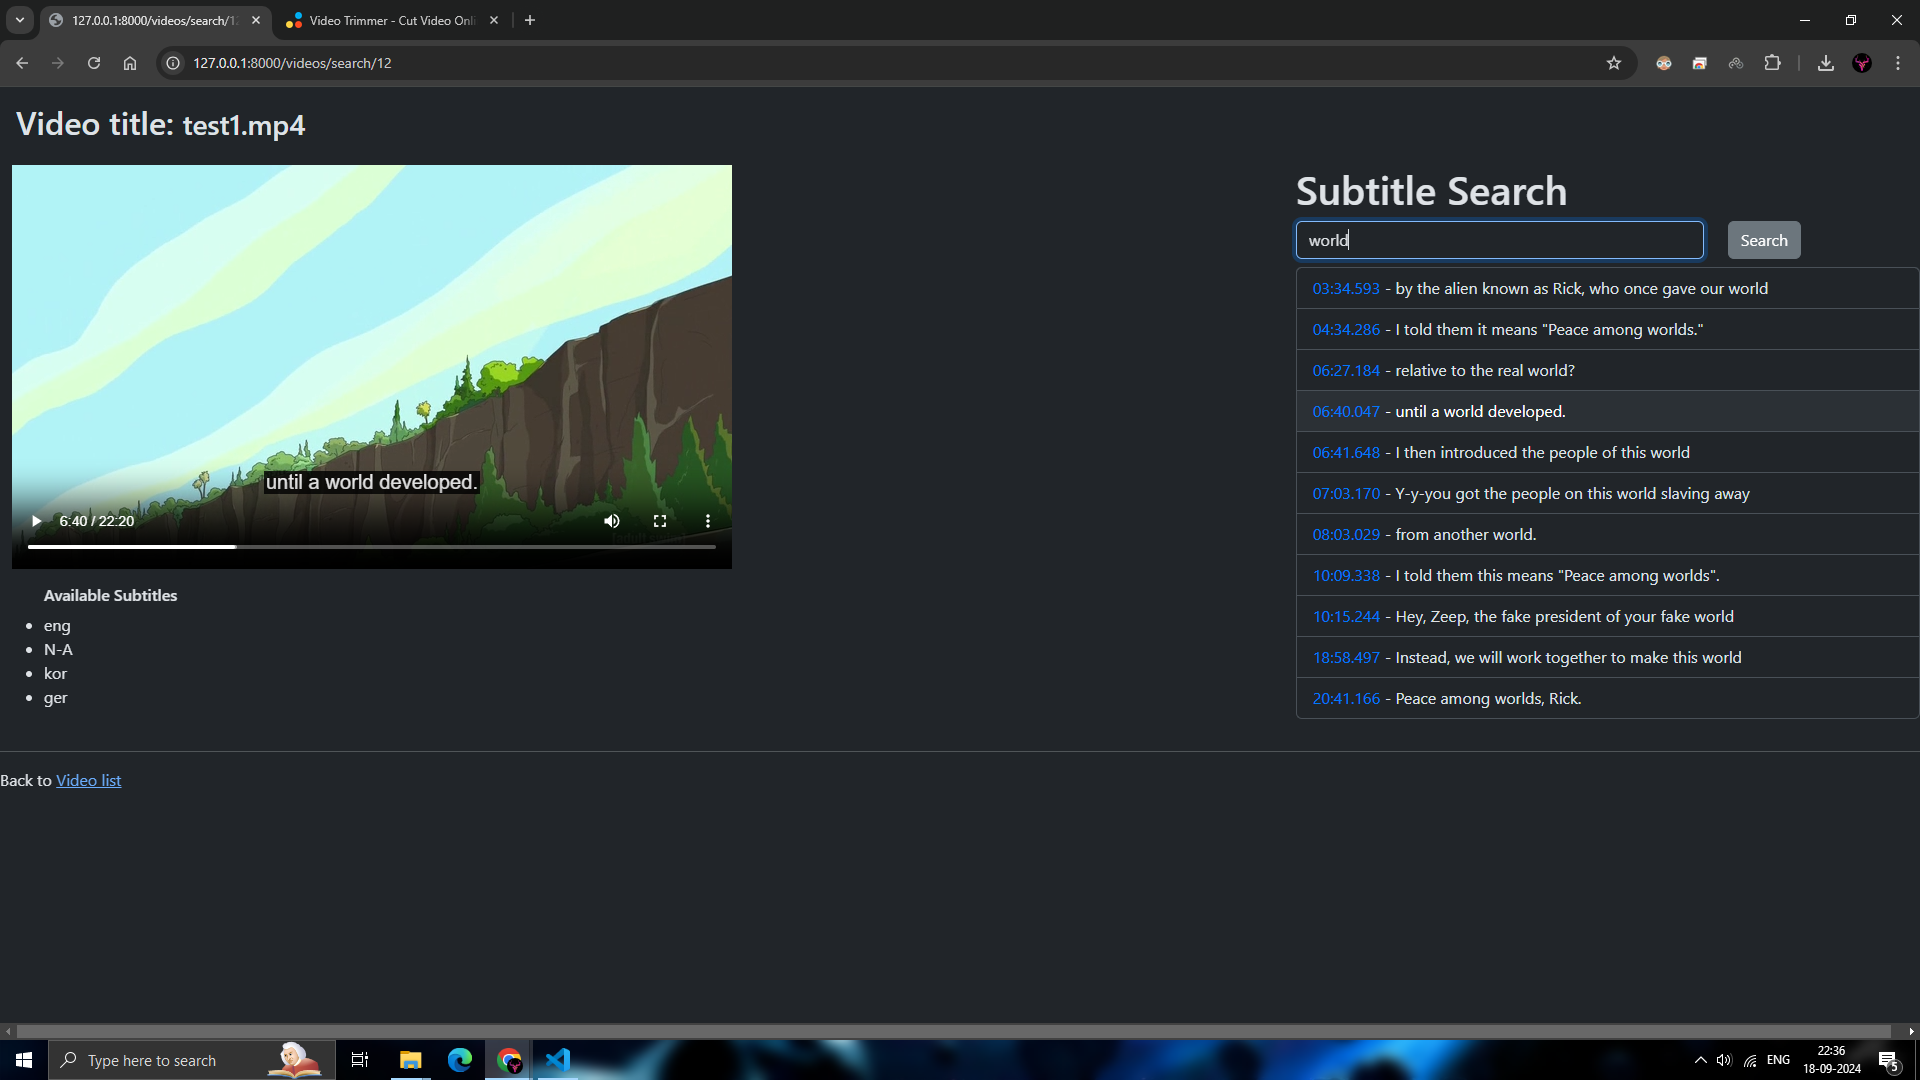 127.0.0.1:8000/videos/search/12
Video Trimmer - Cut Video Onli
127.0.0.1:8000/videos/search/12
Video title: test1.mp4
until a world developed.
6:40 / 22:20
Available Subtitles
eng
N-A
kor
ger
Subtitle Search
world
Search
03:34.593 - by the alien known as Rick, who once gave our world
04:34.286 - I told them it means "Peace among worlds."
06:27.184 - relative to the real world?
06:40.047 - until a world developed.
06:41.648 - I then introduced the people of this world
07:03.170 - Y-y-you got the people on this world slaving away
08:03.029 - from another world.
10:09.338 - I told them this means "Peace among worlds".
10:15.244 - Hey, Zeep, the fake president of your fake world
18:58.497 - Instead, we will work together to make this world
20:41.166 - Peace among worlds, Rick.
Back to Video list
Type here to search
ENG
22:36
18-09-2024
5